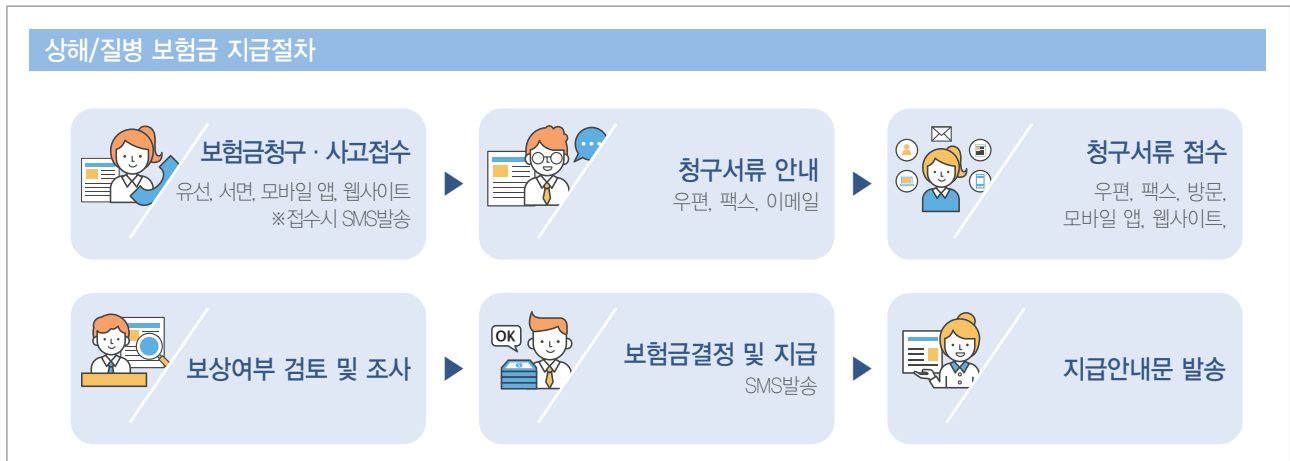 상해/질병 보험금 지급절차
보험금청구 · 사고접수
유선, 서면, 모바일 앱, 웹사이트
※접수시 SMS발송
청구서류 안내
우편, 팩스, 이메일
청구서류 접수
우편, 팩스, 방문,
모바일 앱, 웹사이트,
보상여부 검토 및 조사
OK
보험금결정 및 지급
SMS발송
지급안내문 발송